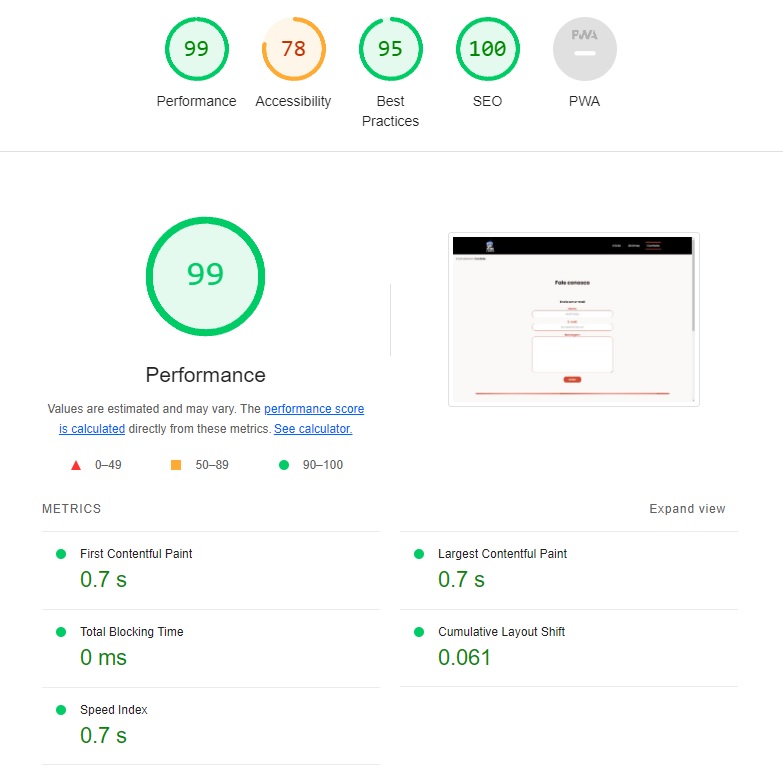 99
78
95
100
PWA
Performance
Accessibility
Best
Practices
SEO
PWA
99
Performance
Values are estimated and may vary. The performance score
is calculated directly from these metrics. See calculator.
0–49
50–89
90–100
Fale conosco
METRICS
Expand view
First Contentful Paint
0.7 s
Largest Contentful Paint
0.7 s
Total Blocking Time
0 ms
Cumulative Layout Shift
0.061
Speed Index
0.7 s